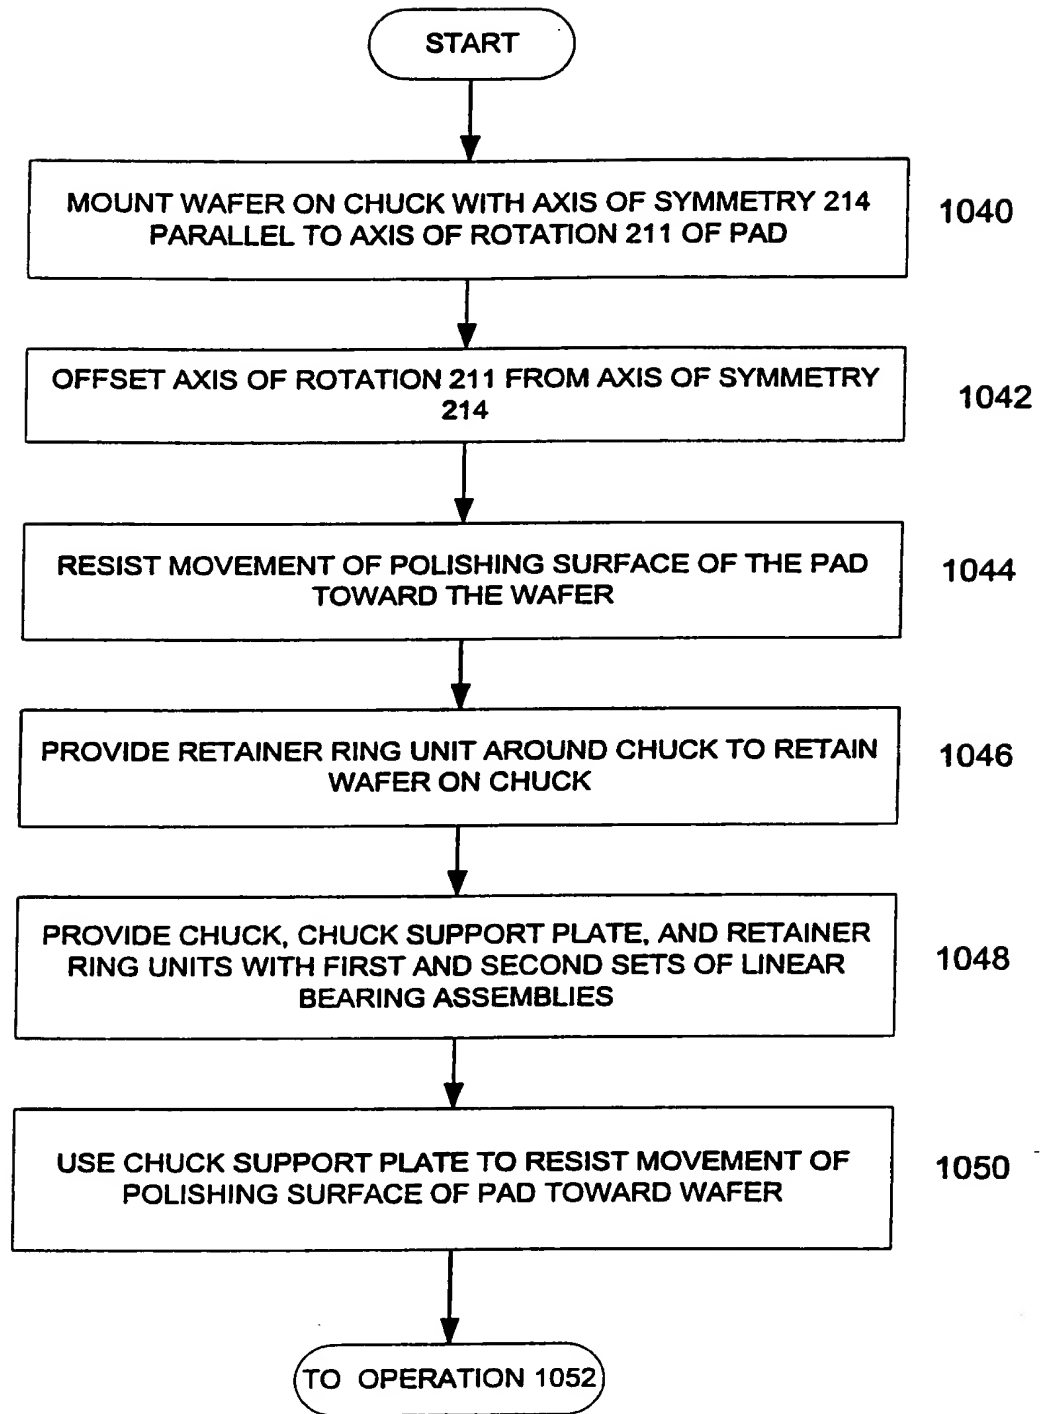 START
MOUNT WAFER ON CHUCK WITH AXIS OF SYMMETRY 214
PARALLEL TO AXIS OF ROTATION 211 OF PAD
1040
OFFSET AXIS OF ROTATION 211 FROM AXIS OF SYMMETRY
214
1042
RESIST MOVEMENT OF POLISHING SURFACE OF THE PAD
TOWARD THE WAFER
1044
PROVIDE RETAINER RING UNIT AROUND CHUCK TO RETAIN
WAFER ON CHUCK
1046
PROVIDE CHUCK, CHUCK SUPPORT PLATE, AND RETAINER
RING UNITS WITH FIRST AND SECOND SETS OF LINEAR
BEARING ASSEMBLIES
1048
USE CHUCK SUPPORT PLATE TO RESIST MOVEMENT OF
POLISHING SURFACE OF PAD TOWARD WAFER
1050
TO OPERATION 1052